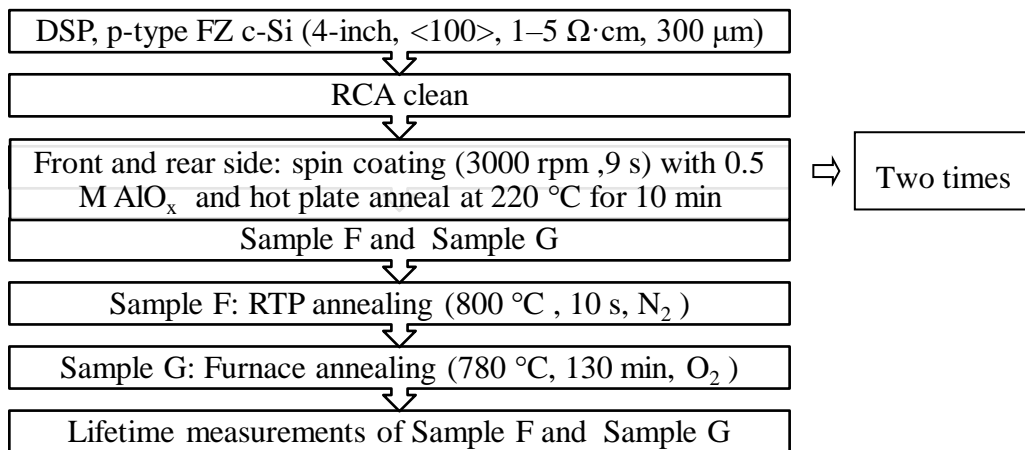 DSP, p-type FZ c-Si (4-inch, <100>, 1–5 Ω·cm, 300 μm)
RCA clean
Front and rear side: spin coating (3000 rpm ,9 s) with 0.5
M AlOₓ and hot plate anneal at 220 °C for 10 min
Two times
Sample F and Sample G
Sample F: RTP annealing (800 °C , 10 s, N₂ )
Sample G: Furnace annealing (780 °C, 130 min, O₂ )
Lifetime measurements of Sample F and Sample G